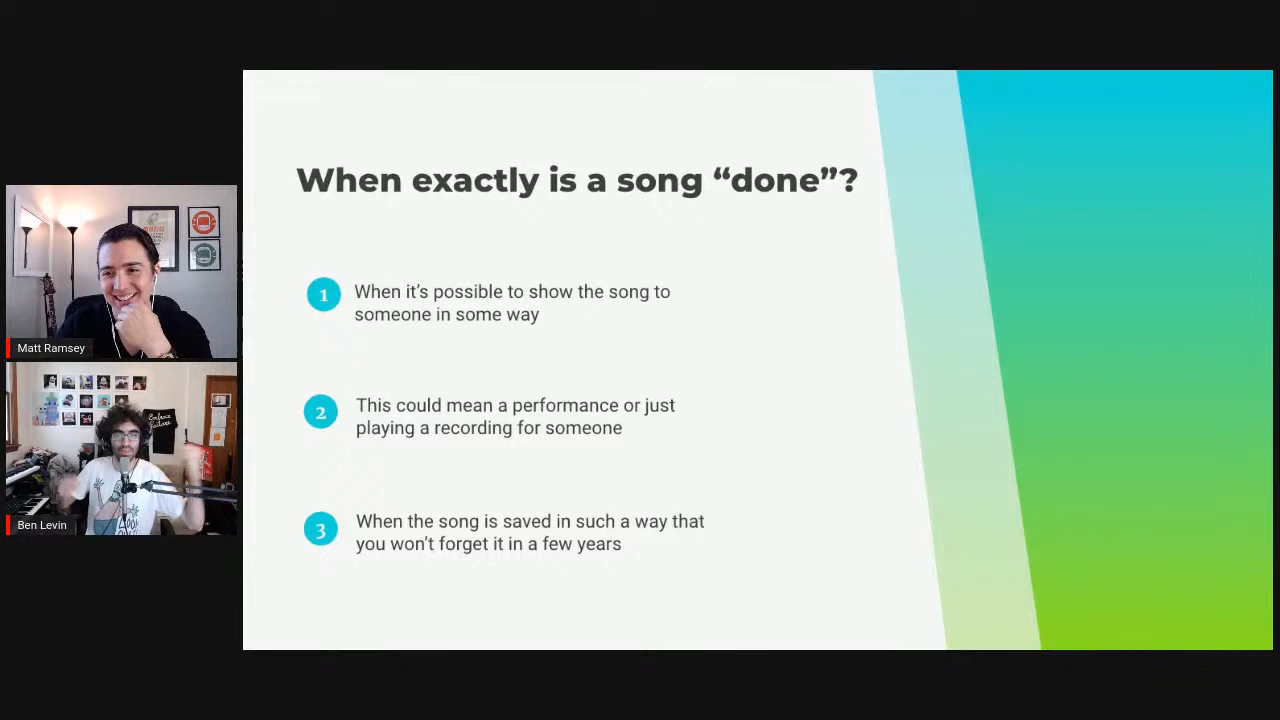 When exactly is a song “done”?
1
When it’s possible to show the song to
someone in some way
2
This could mean a performance or just
playing a recording for someone
3
When the song is saved in such a way that
you won’t forget it in a few years
Matt Ramsey
Embrace
Failure
Ben Levin